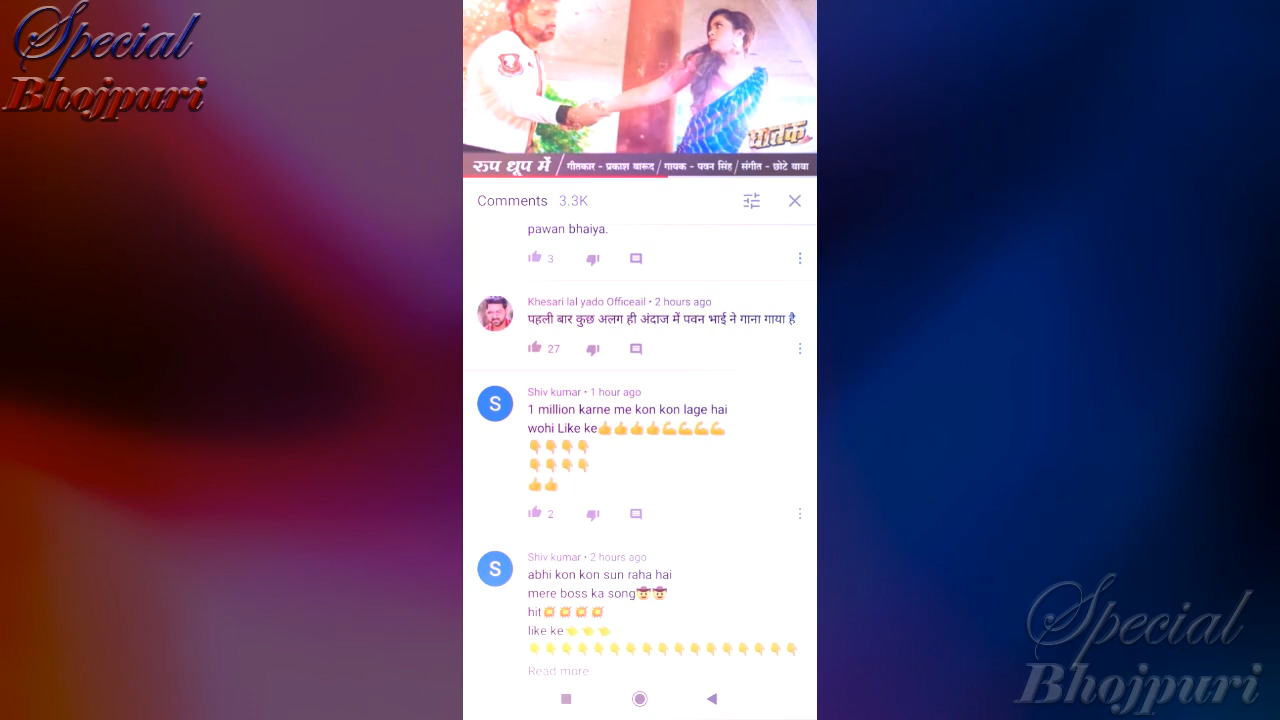 Special
Bhojpuri
घातक
रुप धूप में / गीतकार - प्रकाश बारूद / गायक - पवन सिंह / संगीत - छोटे बाबा
Comments 3.3K
pawan bhaiya.
3
Khesari lal yado Officeail • 2 hours ago
पहली बार कुछ अलग ही अंदाज में पवन भाई ने गाना गाया है
27
S
Shiv kumar • 1 hour ago
1 million karne me kon kon lage hai
wohi Like ke👍👍👍👍💪💪💪💪
👇👇👇👇
👇👇👇👇
👍👍
2
S
Shiv kumar • 2 hours ago
abhi kon kon sun raha hai
mere boss ka song🤠🤠
hit💥💥💥💥
like ke👈👈👈
👇👇👇👇👇👇👇👇👇👇👇👇👇👇👇👇👇
Read more
Special
Bhojpuri